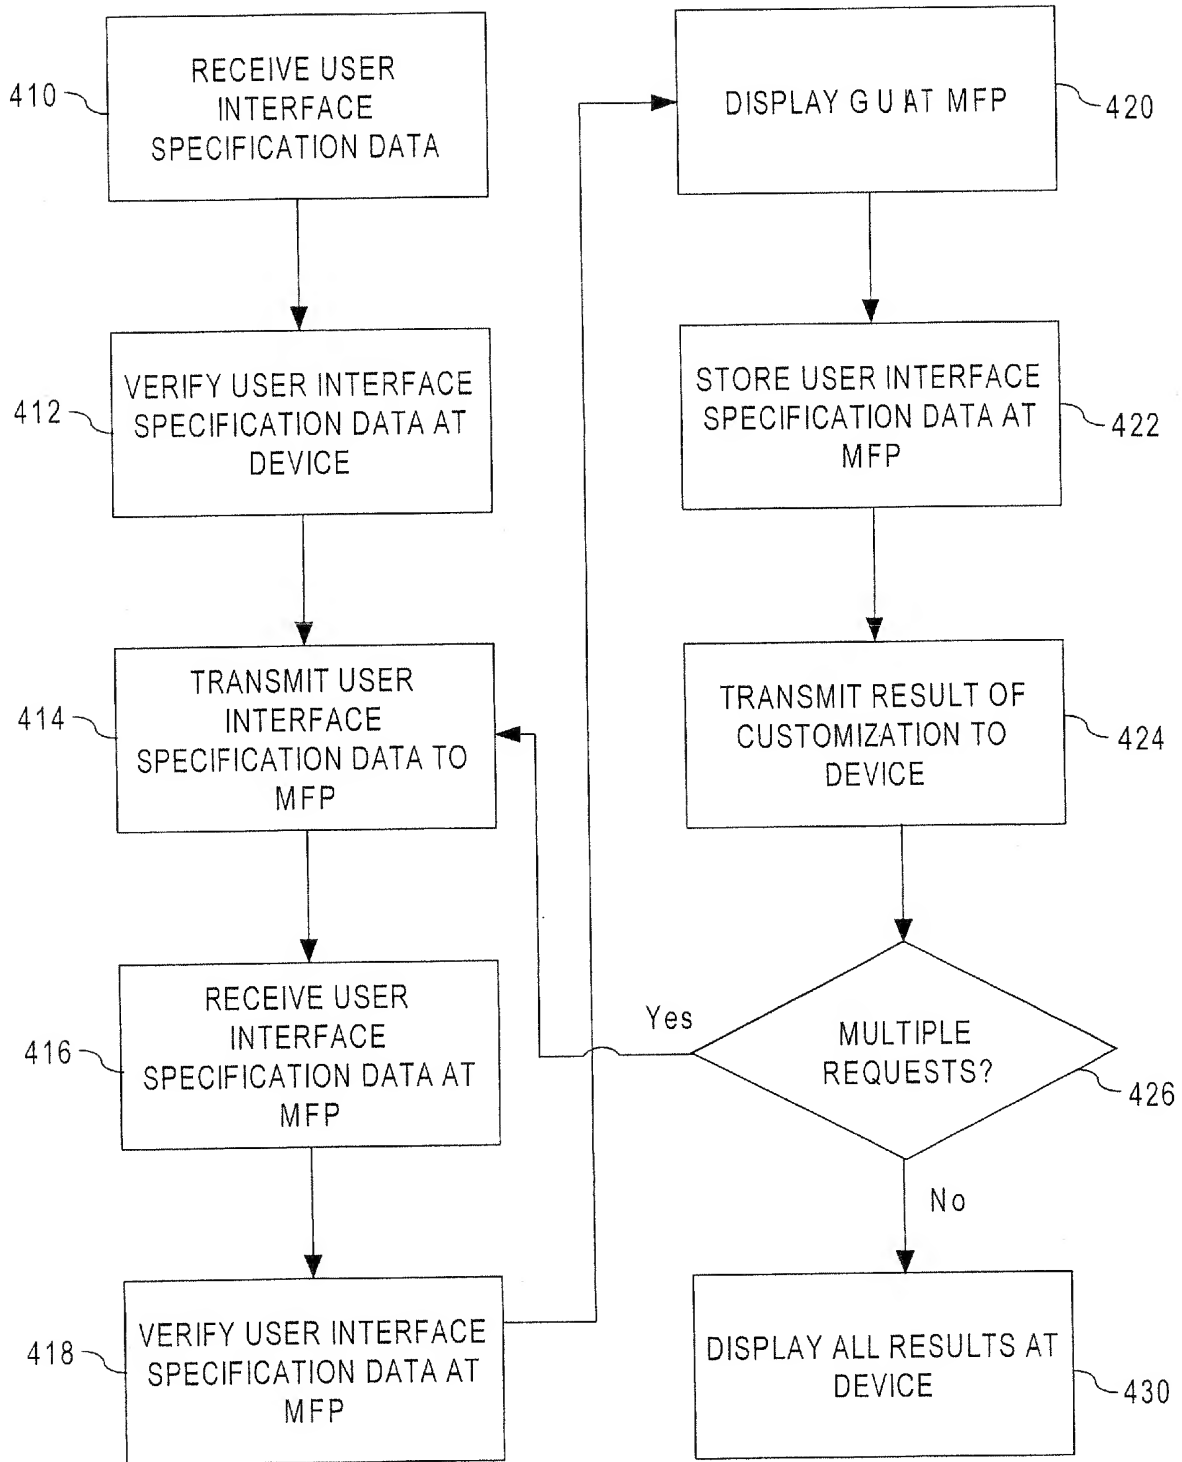 410
RECEIVE USER
INTERFACE
SPECIFICATION DATA
412
VERIFY USER INTERFACE
SPECIFICATION DATA AT
DEVICE
414
TRANSMIT USER
INTERFACE
SPECIFICATION DATA TO
MFP
416
RECEIVE USER
INTERFACE
SPECIFICATION DATA AT
MFP
418
VERIFY USER INTERFACE
SPECIFICATION DATA AT
MFP
DISPLAY GUI AT MFP
420
STORE USER INTERFACE
SPECIFICATION DATA AT
MFP
422
TRANSMIT RESULT OF
CUSTOMIZATION TO
DEVICE
424
Yes
MULTIPLE
REQUESTS?
426
No
DISPLAY ALL RESULTS AT
DEVICE
430